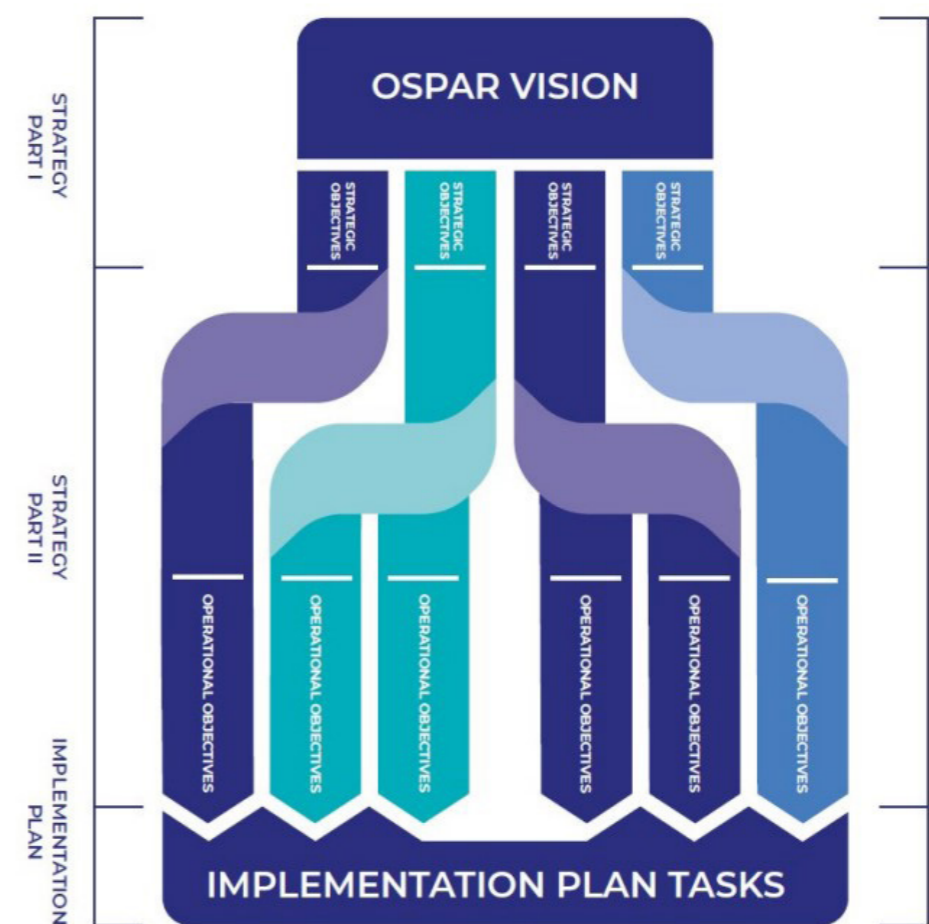 OSPAR VISION
STRATEGY
PART I
STRATEGIC
OBJECTIVES
STRATEGIC
OBJECTIVES
STRATEGIC
OBJECTIVES
STRATEGIC
OBJECTIVES
STRATEGY
PART II
OPERATIONAL OBJECTIVES
OPERATIONAL OBJECTIVES
OPERATIONAL OBJECTIVES
OPERATIONAL OBJECTIVES
OPERATIONAL OBJECTIVES
OPERATIONAL OBJECTIVES
IMPLEMENTATION
PLAN
IMPLEMENTATION PLAN TASKS